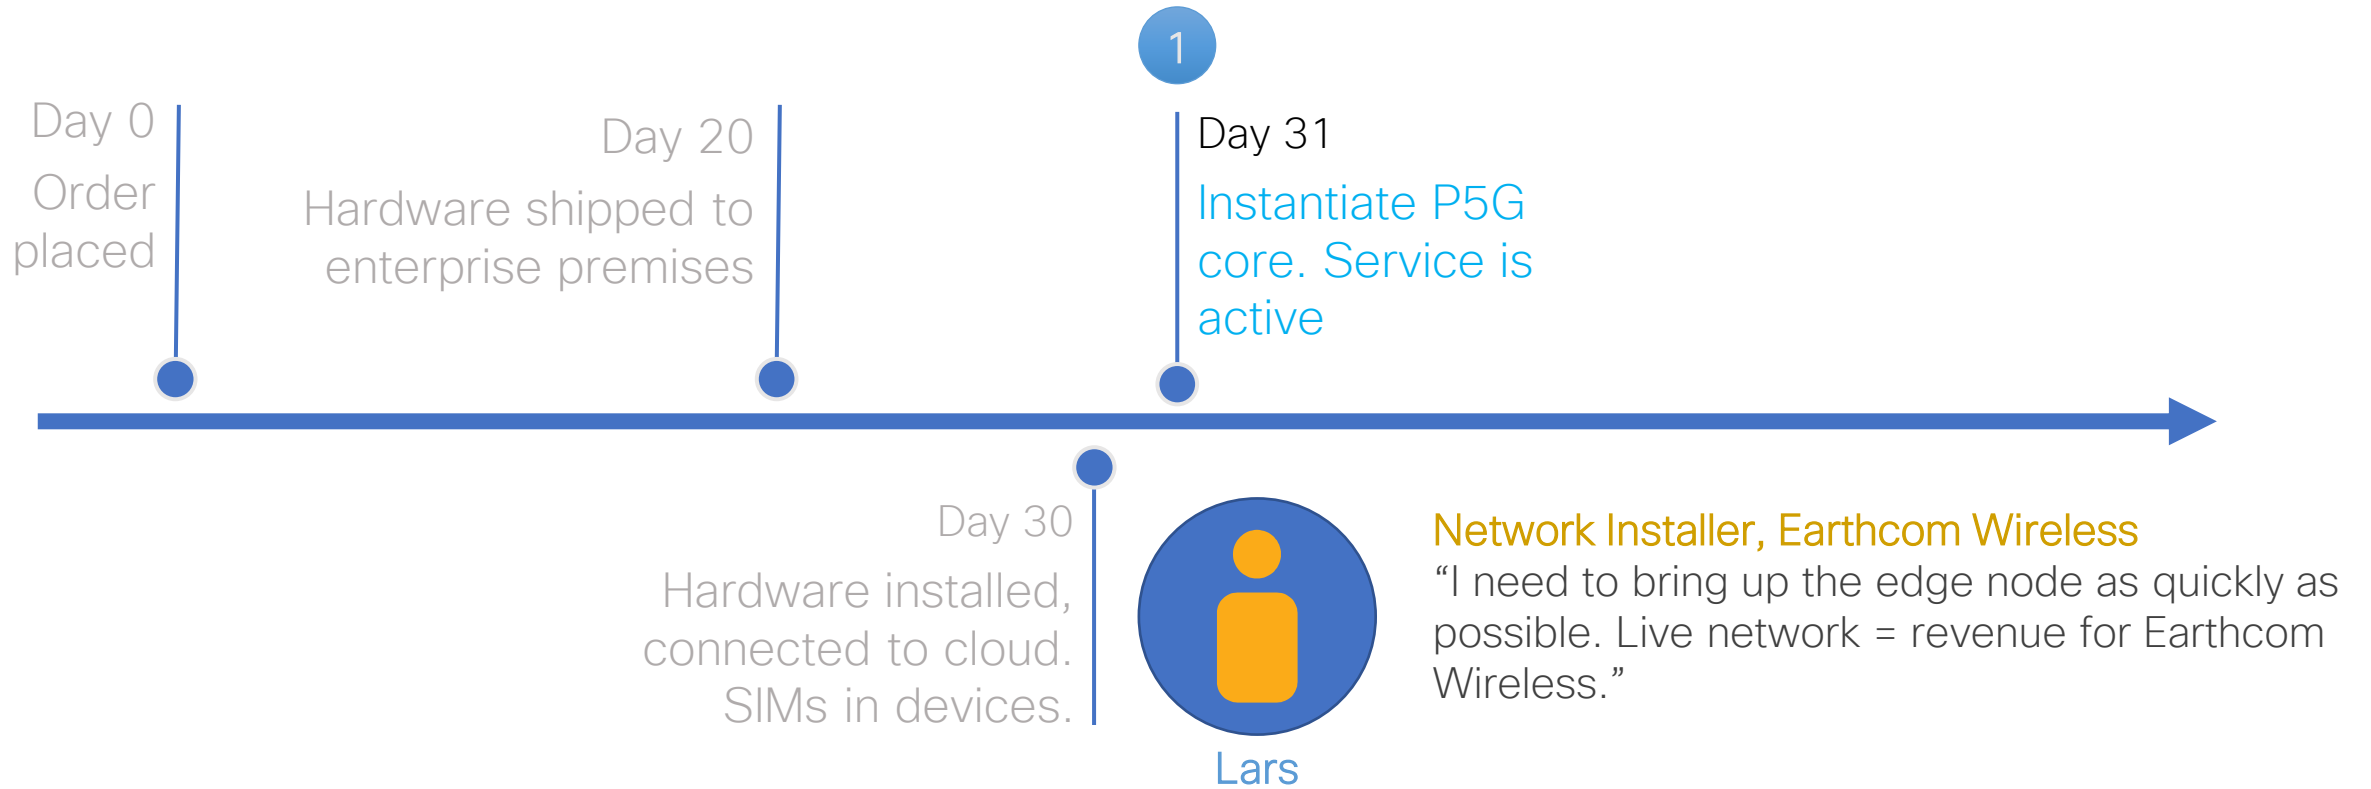 1
Day 0
Order
placed
Day 20
Hardware shipped to
enterprise premises
Day 31
Instantiate P5G
core. Service is
active
Day 30
Hardware installed,
connected to cloud.
SIMs in devices.
Lars
Network Installer, Earthcom Wireless
“I need to bring up the edge node as quickly as
possible. Live network = revenue for Earthcom
Wireless.”